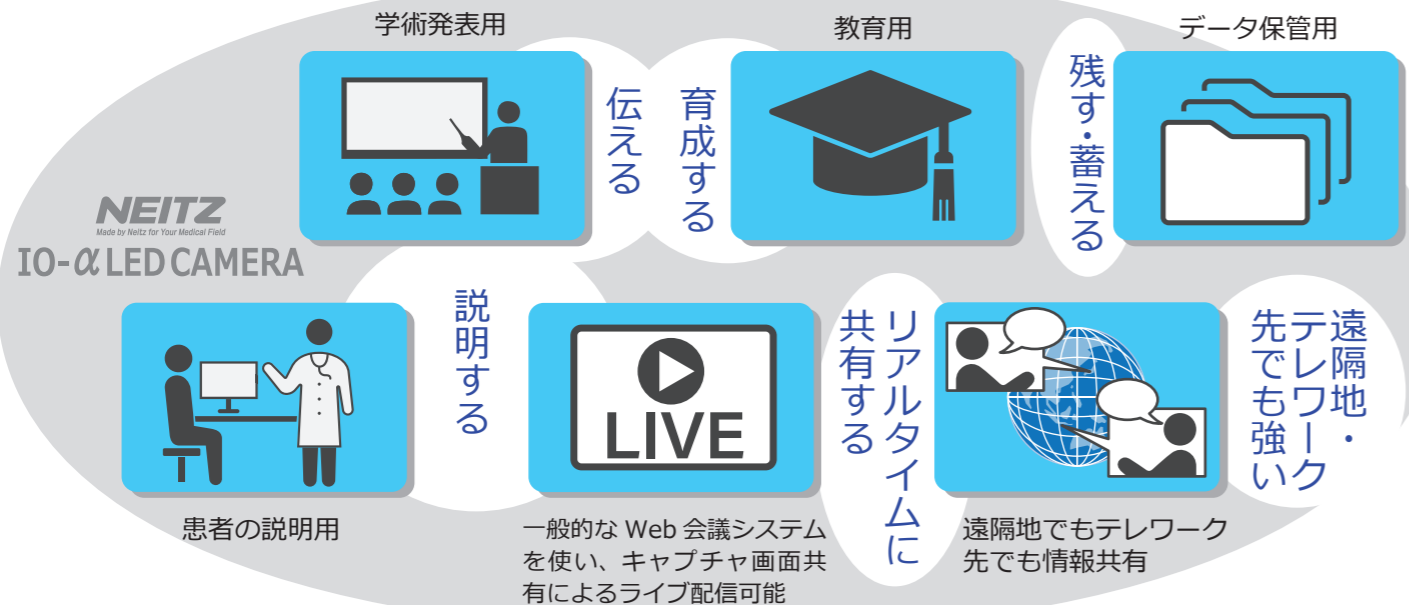 学術発表用
伝える
育成する
教育用
データ保管用
残す・蓄える
NEITZ
Made by Neitz for Your Medical Field
IO-α LED CAMERA
説明する
患者の説明用
LIVE
一般的な Web 会議システム
を使い、キャプチャ画面共
有によるライブ配信可能
リアルタイムに
共有する
遠隔地でもテレワーク
先でも情報共有
遠隔地・
テレワーク
先でも強い